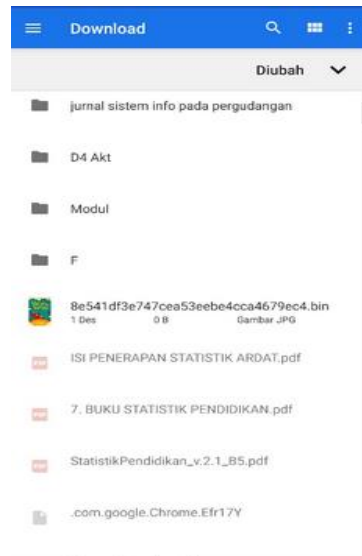 Download
Diubah
jurnal sistem info pada pergudangan
D4 Akt
Modul
F
8e541df3e747cea53eebe4cca4679ec4.bin
1 Des 0 B Gambar JPG
ISI PENERAPAN STATISTIK ARDAT.pdf
7. BUKU STATISTIK PENDIDIKAN.pdf
StatistikPendidikan_v.2.1_B5.pdf
.com.google.Chrome.Efr17Y